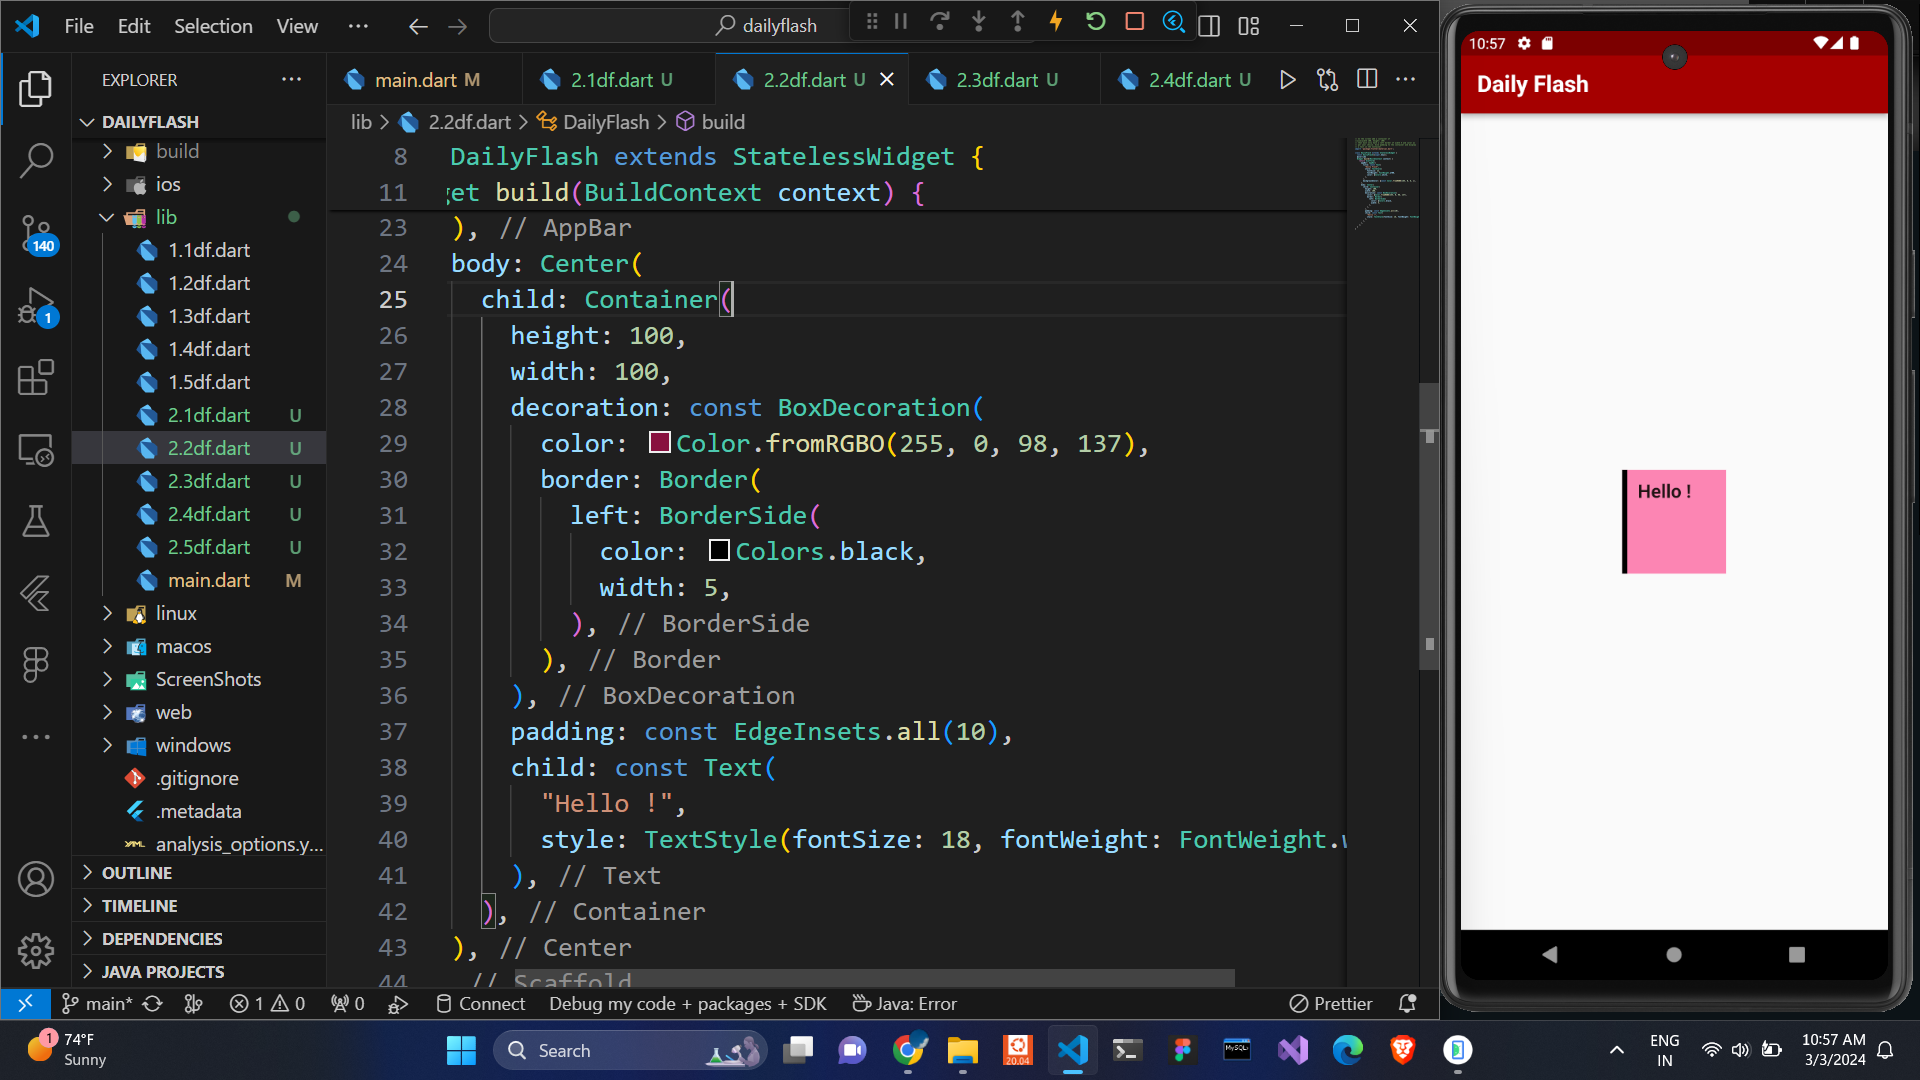 File Edit Selection View ··· dailyflash
EXPLORER
DAILYFLASH
build
ios
lib
1.1df.dart
1.2df.dart
1.3df.dart
1.4df.dart
1.5df.dart
2.1df.dart U
2.2df.dart U
2.3df.dart U
2.4df.dart U
2.5df.dart U
main.dart M
linux
macos
ScreenShots
web
windows
.gitignore
.metadata
analysis_options.y...
OUTLINE
TIMELINE
DEPENDENCIES
JAVA PROJECTS
140
1
main.dart M 2.1df.dart U 2.2df.dart U 2.3df.dart U 2.4df.dart U
lib > 2.2df.dart > DailyFlash > build
8 DailyFlash extends StatelessWidget {
11 get build(BuildContext context) {
23 ), // AppBar
24 body: Center(
25 child: Container(
26 height: 100,
27 width: 100,
28 decoration: const BoxDecoration(
29 color: Color.fromRGBO(255, 0, 98, 137),
30 border: Border(
31 left: BorderSide(
32 color: Colors.black,
33 width: 5,
34 ), // BorderSide
35 ), // Border
36 ), // BoxDecoration
37 padding: const EdgeInsets.all(10),
38 child: const Text(
39 "Hello !",
40 style: TextStyle(fontSize: 18, fontWeight: FontWeight.w
41 ), // Text
42 ), // Container
43 ), // Center
44 // Scaffold
main* 1 0 0 Connect Debug my code + packages + SDK Java: Error Prettier
10:57
Daily Flash
Hello !
1 74°F
Sunny
Search
20.04
MySQL
ENG
IN
10:57 AM
3/3/2024